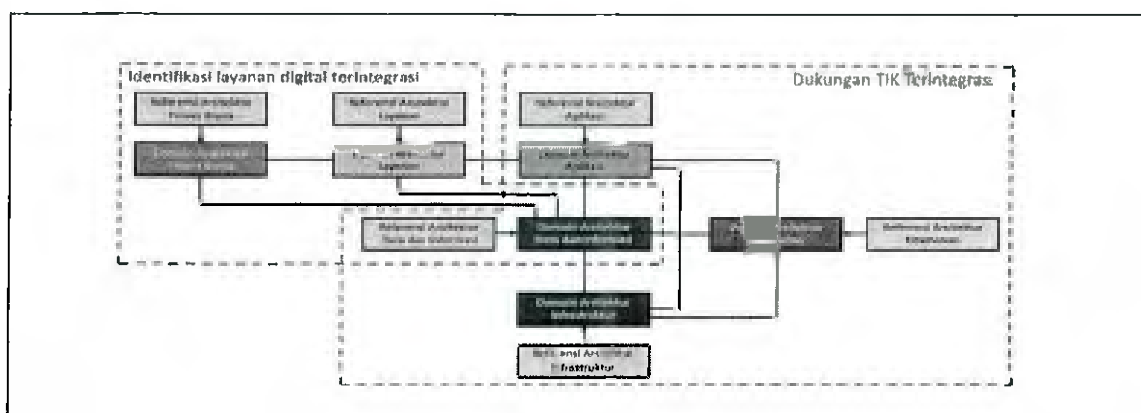 Identifikasi layanan digital terintegrasi
Dukungan TIK Terintegrasi
Referensi Arsitektur
Proses Bisnis
Referensi Arsitektur
Layanan
Referensi Arsitektur
Aplikasi
Domain Arsitektur
Domain Arsitektur
Layanan
Domain Arsitektur
Aplikasi
Referensi Arsitektur
Data dan Informasi
Domain Arsitektur
Data dan Informasi
Referensi Arsitektur
Keamanan
Domain Arsitektur
Infrastruktur
Referensi Arsitektur
Infrastruktur